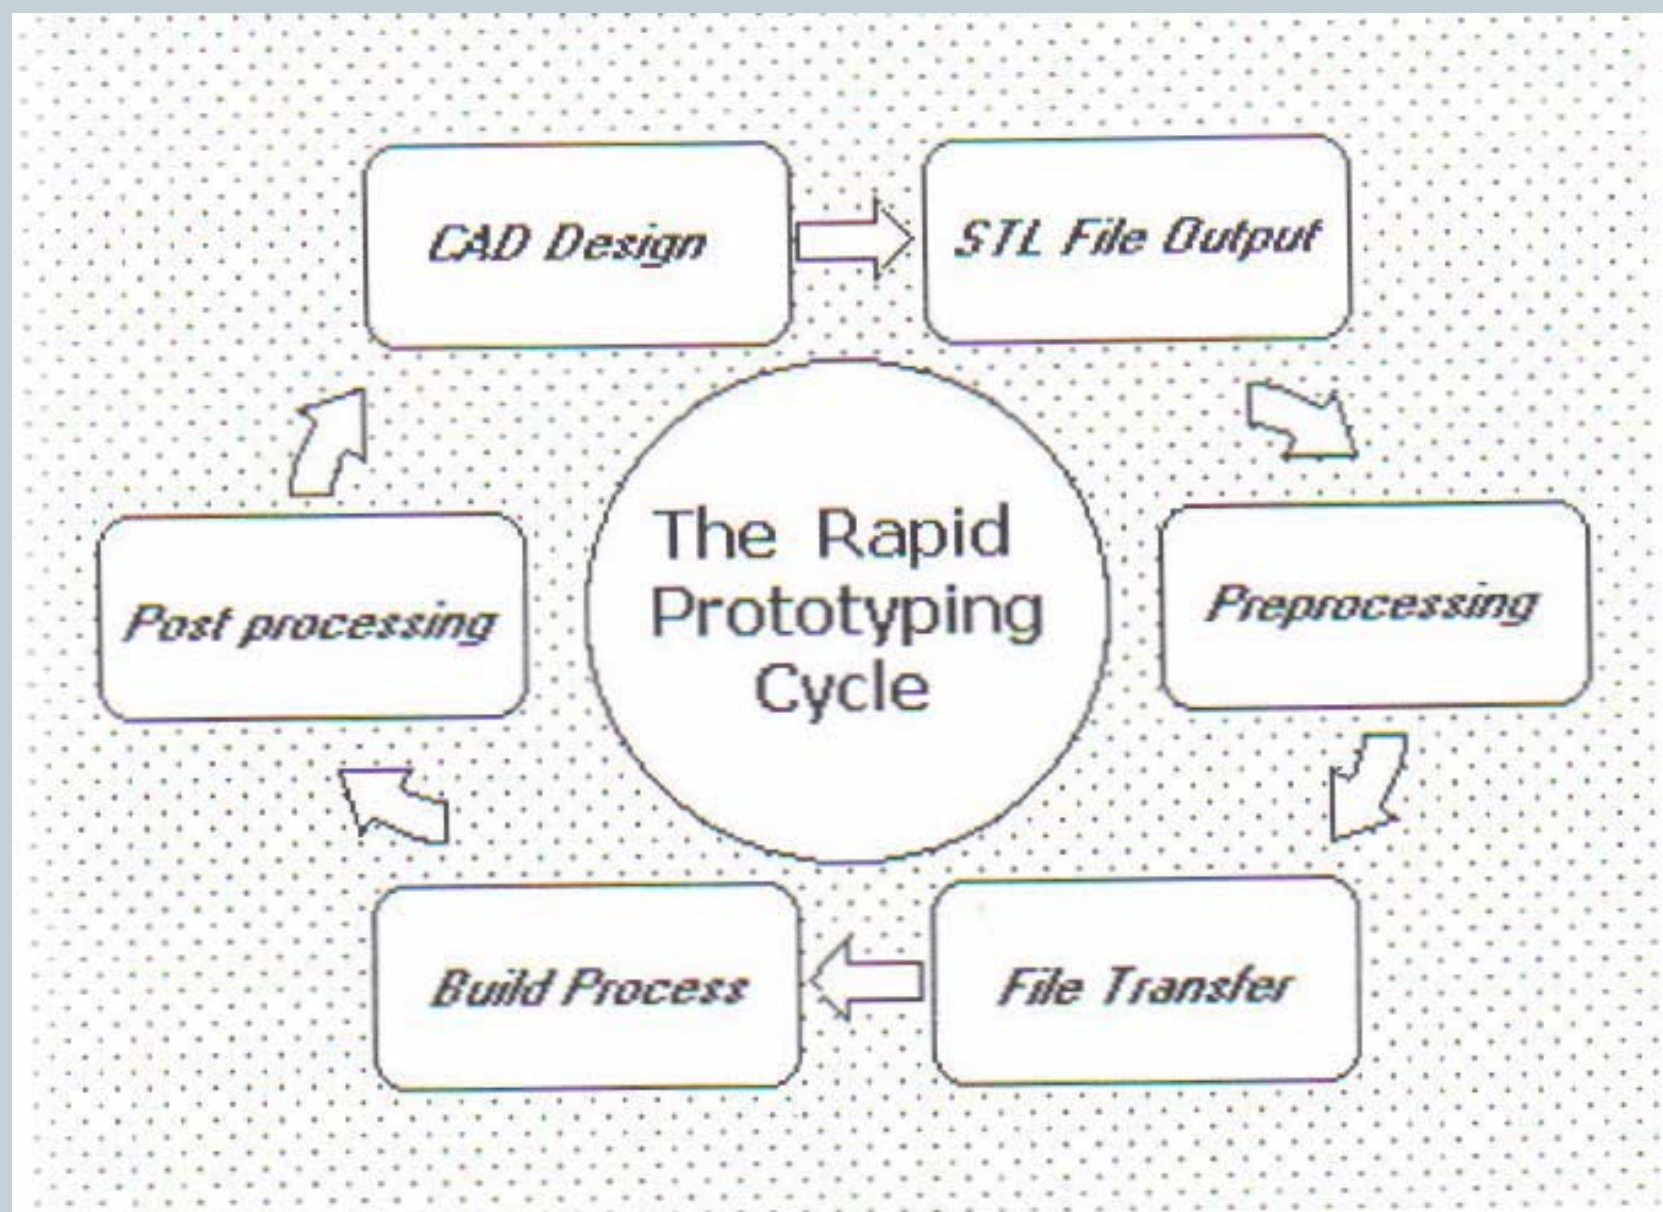 CAD Design
STL File Output
The Rapid
Prototyping
Cycle
Post processing
Preprocessing
Build Process
File Transfer